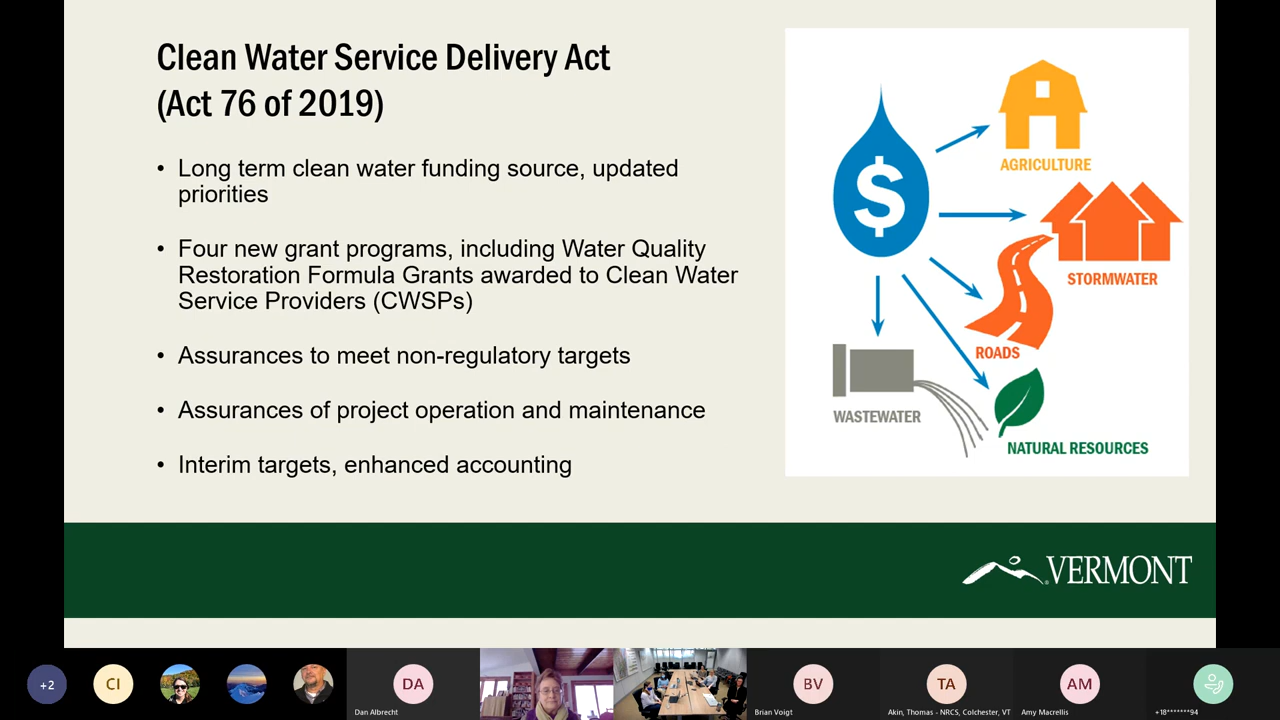 Clean Water Service Delivery Act
(Act 76 of 2019)
• Long term clean water funding source, updated
priorities
• Four new grant programs, including Water Quality
Restoration Formula Grants awarded to Clean Water
Service Providers (CWSPs)
• Assurances to meet non-regulatory targets
• Assurances of project operation and maintenance
• Interim targets, enhanced accounting
$
AGRICULTURE
STORMWATER
ROADS
WASTEWATER
NATURAL RESOURCES
VERMONT
+2
CI
DA
Dan Albrecht
BV
Brian Voigt
TA
Akin, Thomas - NRCS, Colchester, VT
AM
Amy Macrellis
+18*******94